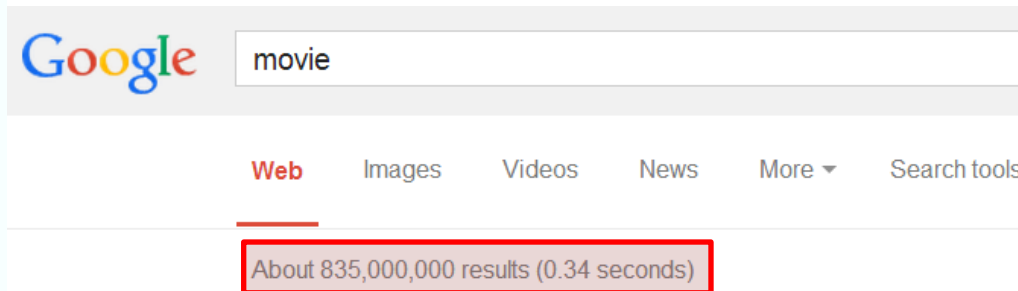 Google movie
Web Images Videos News More Search tools
About 835,000,000 results (0.34 seconds)